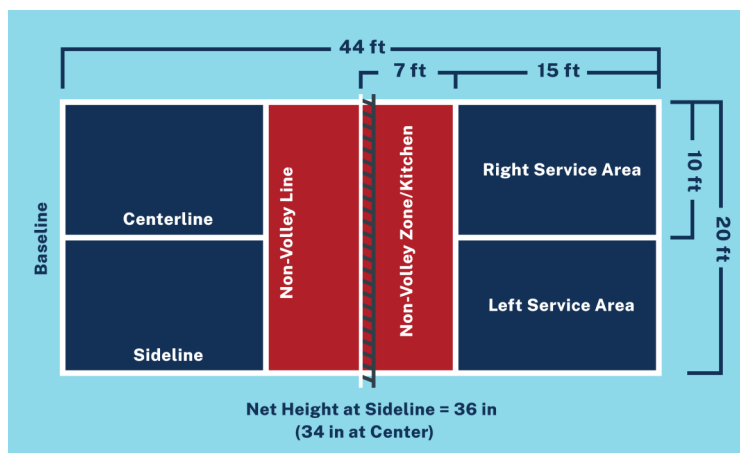 44 ft
7 ft
15 ft
Baseline
Centerline
Sideline
Non-Volley Line
Non-Volley Zone/Kitchen
Right Service Area
Left Service Area
10 ft
20 ft
Net Height at Sideline = 36 in
(34 in at Center)